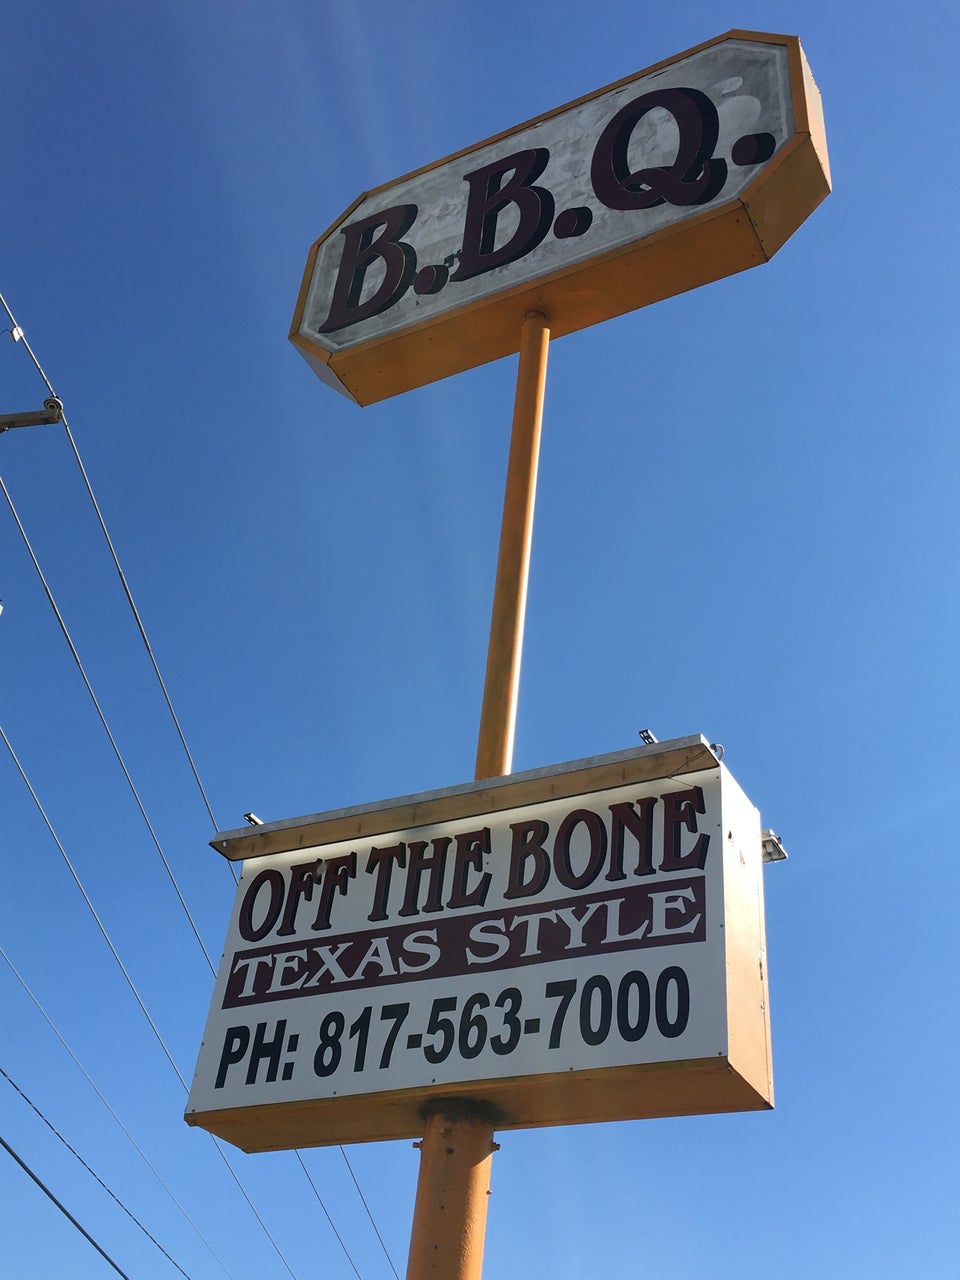 B.B.Q.
OFF THE BONE
TEXAS STYLE
PH: 817-563-7000